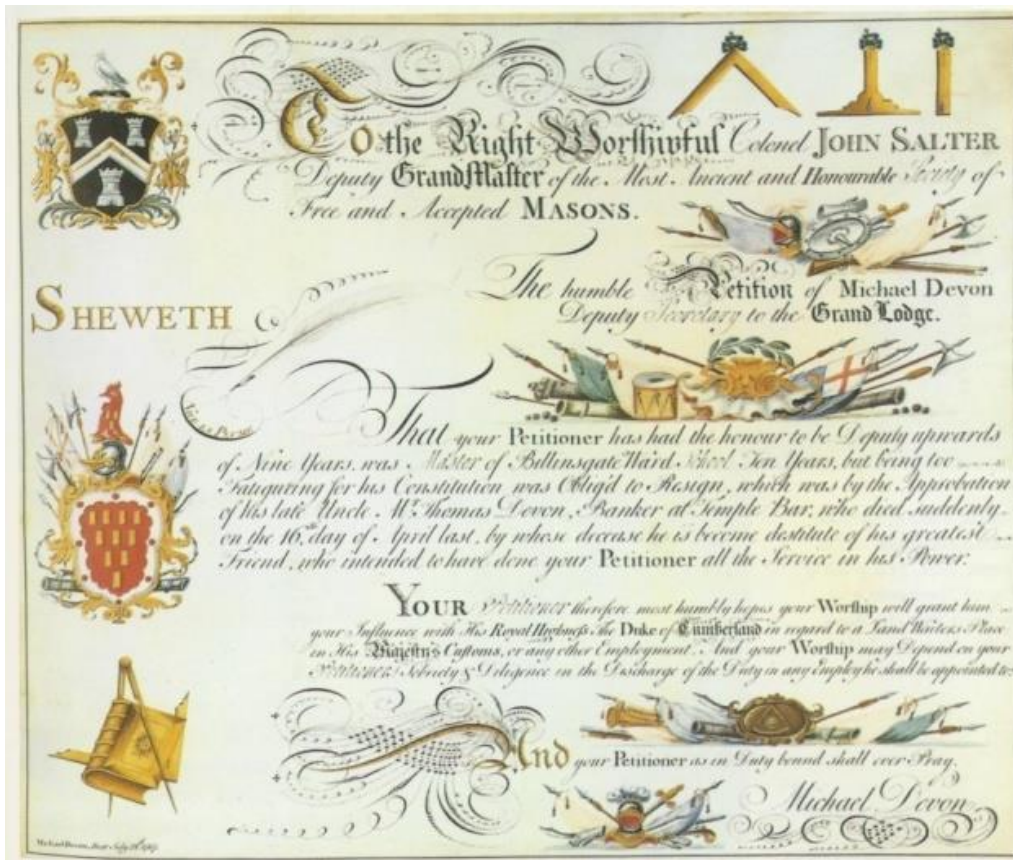 To the Right Worshipful Colonel JOHN SALTER
Deputy Grand Master of the Most Ancient and Honourable Society of
Free and Accepted MASONS.
SHEWETH
The humble Petition of Michael Devon
Deputy Secretary to the Grand Lodge.
That your Petitioner has had the honour to be Deputy upwards
of Nine Years, was Master of Billinsgate Ward School Ten Years, but being too
Fatiguring for his Constitution was Oblig'd to Resign, which was by the Approbation
of his late Uncle Mr Thomas Devon, Banker at Temple Bar, who died suddenly
on the 16th day of April last, by whose decease he is become destitute of his greatest
Friend, who intended to have done your Petitioner all the Service in his Power.
YOUR Petitioner therefore most humbly hopes your Worship will grant him
your Influence with His Royal Highness the Duke of Cumberland in regard to a Land Waiters Place
in His Majesty's Customs, or any other Employment. And your Worship may Depend on your
Petitioner's Sobriety & Diligence in the Discharge of the Duty in any Employ he shall be appointed to:
And your Petitioner as in Duty bound shall ever Pray.
Michael Devon
Michael Devon, July